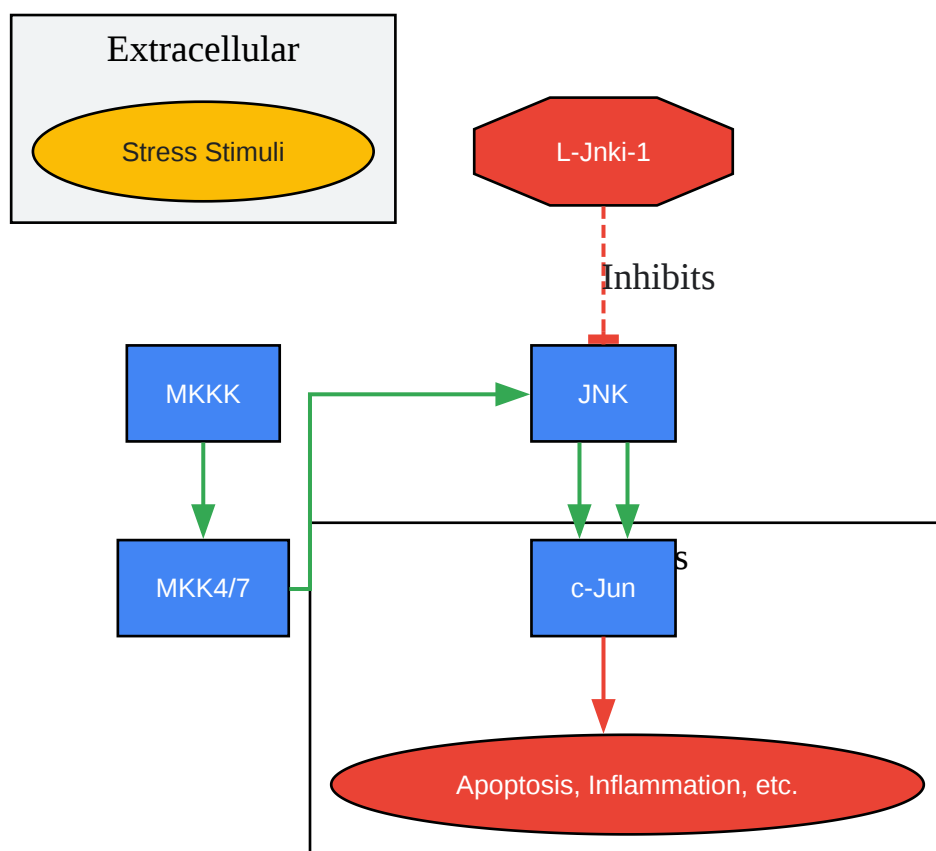 Extracellular
Stress Stimuli
L-Jnki-1
Inhibits
MKKK
JNK
MKK4/7
c-Jun
Apoptosis, Inflammation, etc.